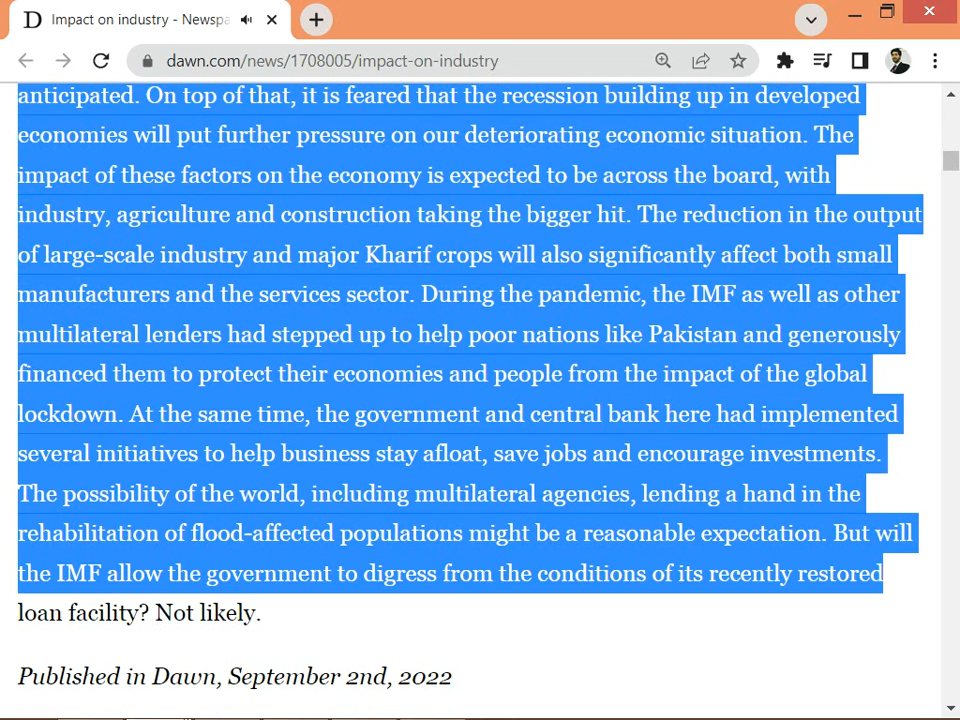 D Impact on industry - Newspa
dawn.com/news/1708005/impact-on-industry
anticipated. On top of that, it is feared that the recession building up in developed
economies will put further pressure on our deteriorating economic situation. The
impact of these factors on the economy is expected to be across the board, with
industry, agriculture and construction taking the bigger hit. The reduction in the output
of large-scale industry and major Kharif crops will also significantly affect both small
manufacturers and the services sector. During the pandemic, the IMF as well as other
multilateral lenders had stepped up to help poor nations like Pakistan and generously
financed them to protect their economies and people from the impact of the global
lockdown. At the same time, the government and central bank here had implemented
several initiatives to help business stay afloat, save jobs and encourage investments.
The possibility of the world, including multilateral agencies, lending a hand in the
rehabilitation of flood-affected populations might be a reasonable expectation. But will
the IMF allow the government to digress from the conditions of its recently restored
loan facility? Not likely.
Published in Dawn, September 2nd, 2022